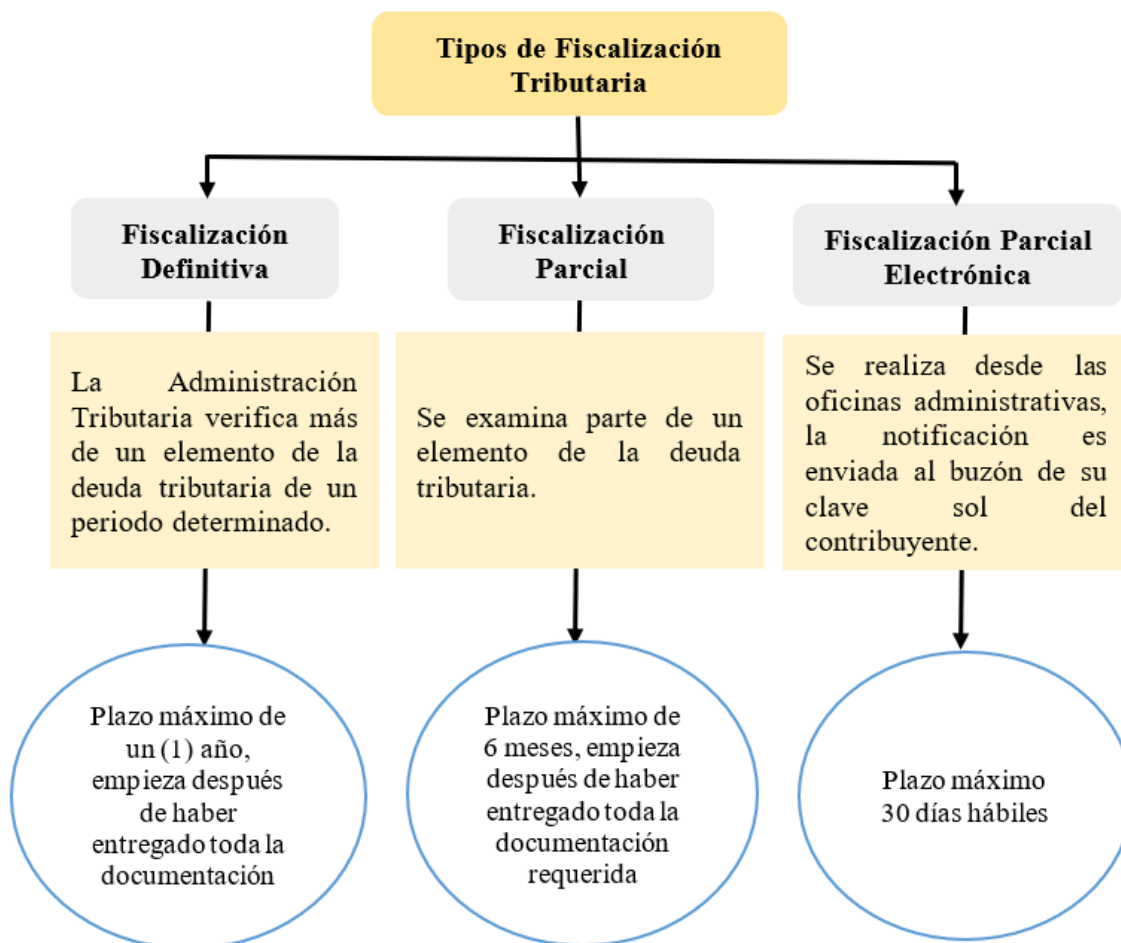 Tipos de Fiscalización
Tributaria
Fiscalización
Definitiva
La Administración
Tributaria verifica más
de un elemento de la
deuda tributaria de un
periodo determinado.
Plazo máximo de
un (1) año,
empieza después
de haber
entregado toda la
documentación
Fiscalización
Parcial
Se examina parte de un
elemento de la deuda
tributaria.
Plazo máximo de
6 meses, empieza
después de haber
entregado toda la
documentación
requerida
Fiscalización Parcial
Electrónica
Se realiza desde las
oficinas administrativas,
la notificación es
enviada al buzón de su
clave sol del
contribuyente.
Plazo máximo
30 días hábiles